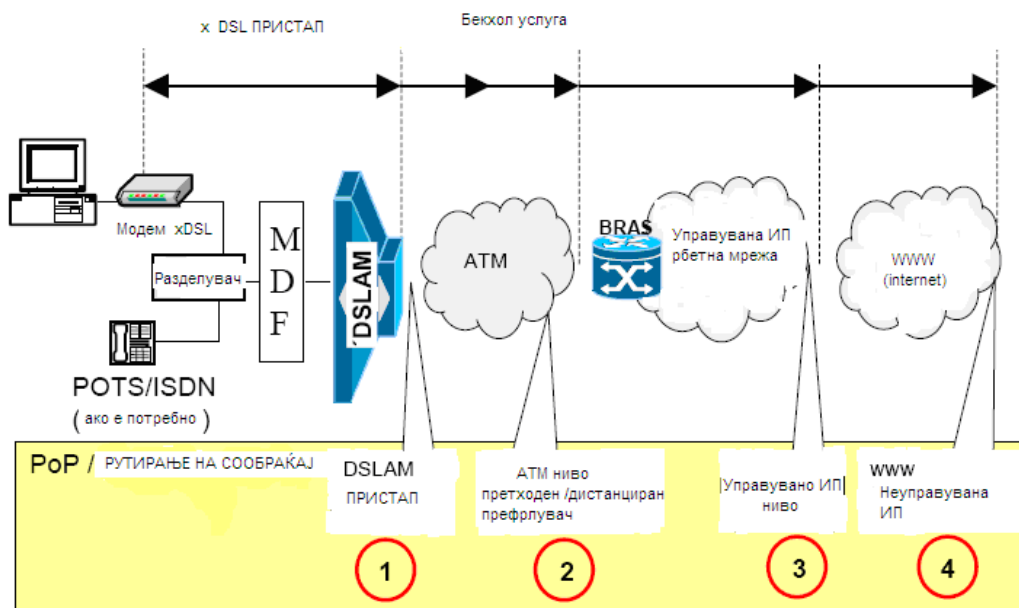 x DSL ПРИСТАП
Бекхол услуга
Модем xDSL
Разделувач
MDF
POTS/ISDN
( ако е потребно )
DSLAM
ATM
BRAS
Управувана ИП
рбетна мрежа
WWW
(internet)
PoP / РУТИРАЊЕ НА СООБРАЌАЈ
DSLAM
ПРИСТАП
АТМ ниво
претходен /дистанциран
префрлувач
Управувано ИП
ниво
WWW
Неуправувана
ИП
1
2
3
4